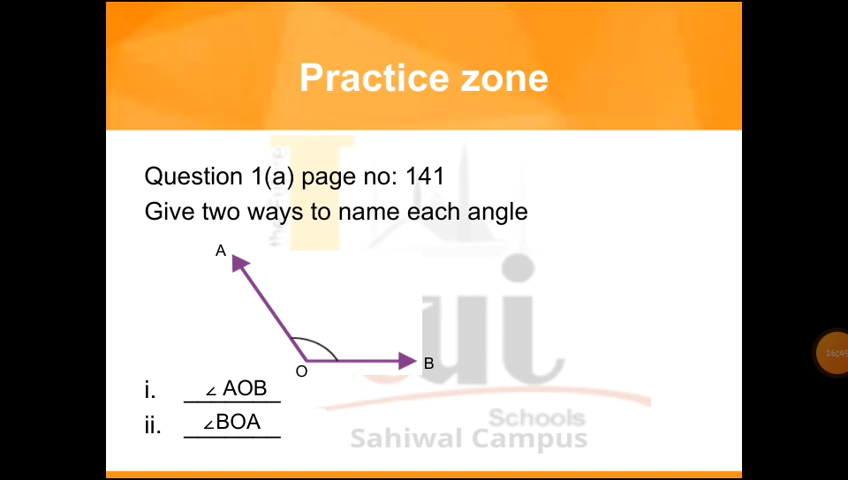 Practice zone
Question 1(a) page no: 141
Give two ways to name each angle
A
B
O
i. ∠ AOB
ii. ∠BOA
Schools
Sahiwal Campus